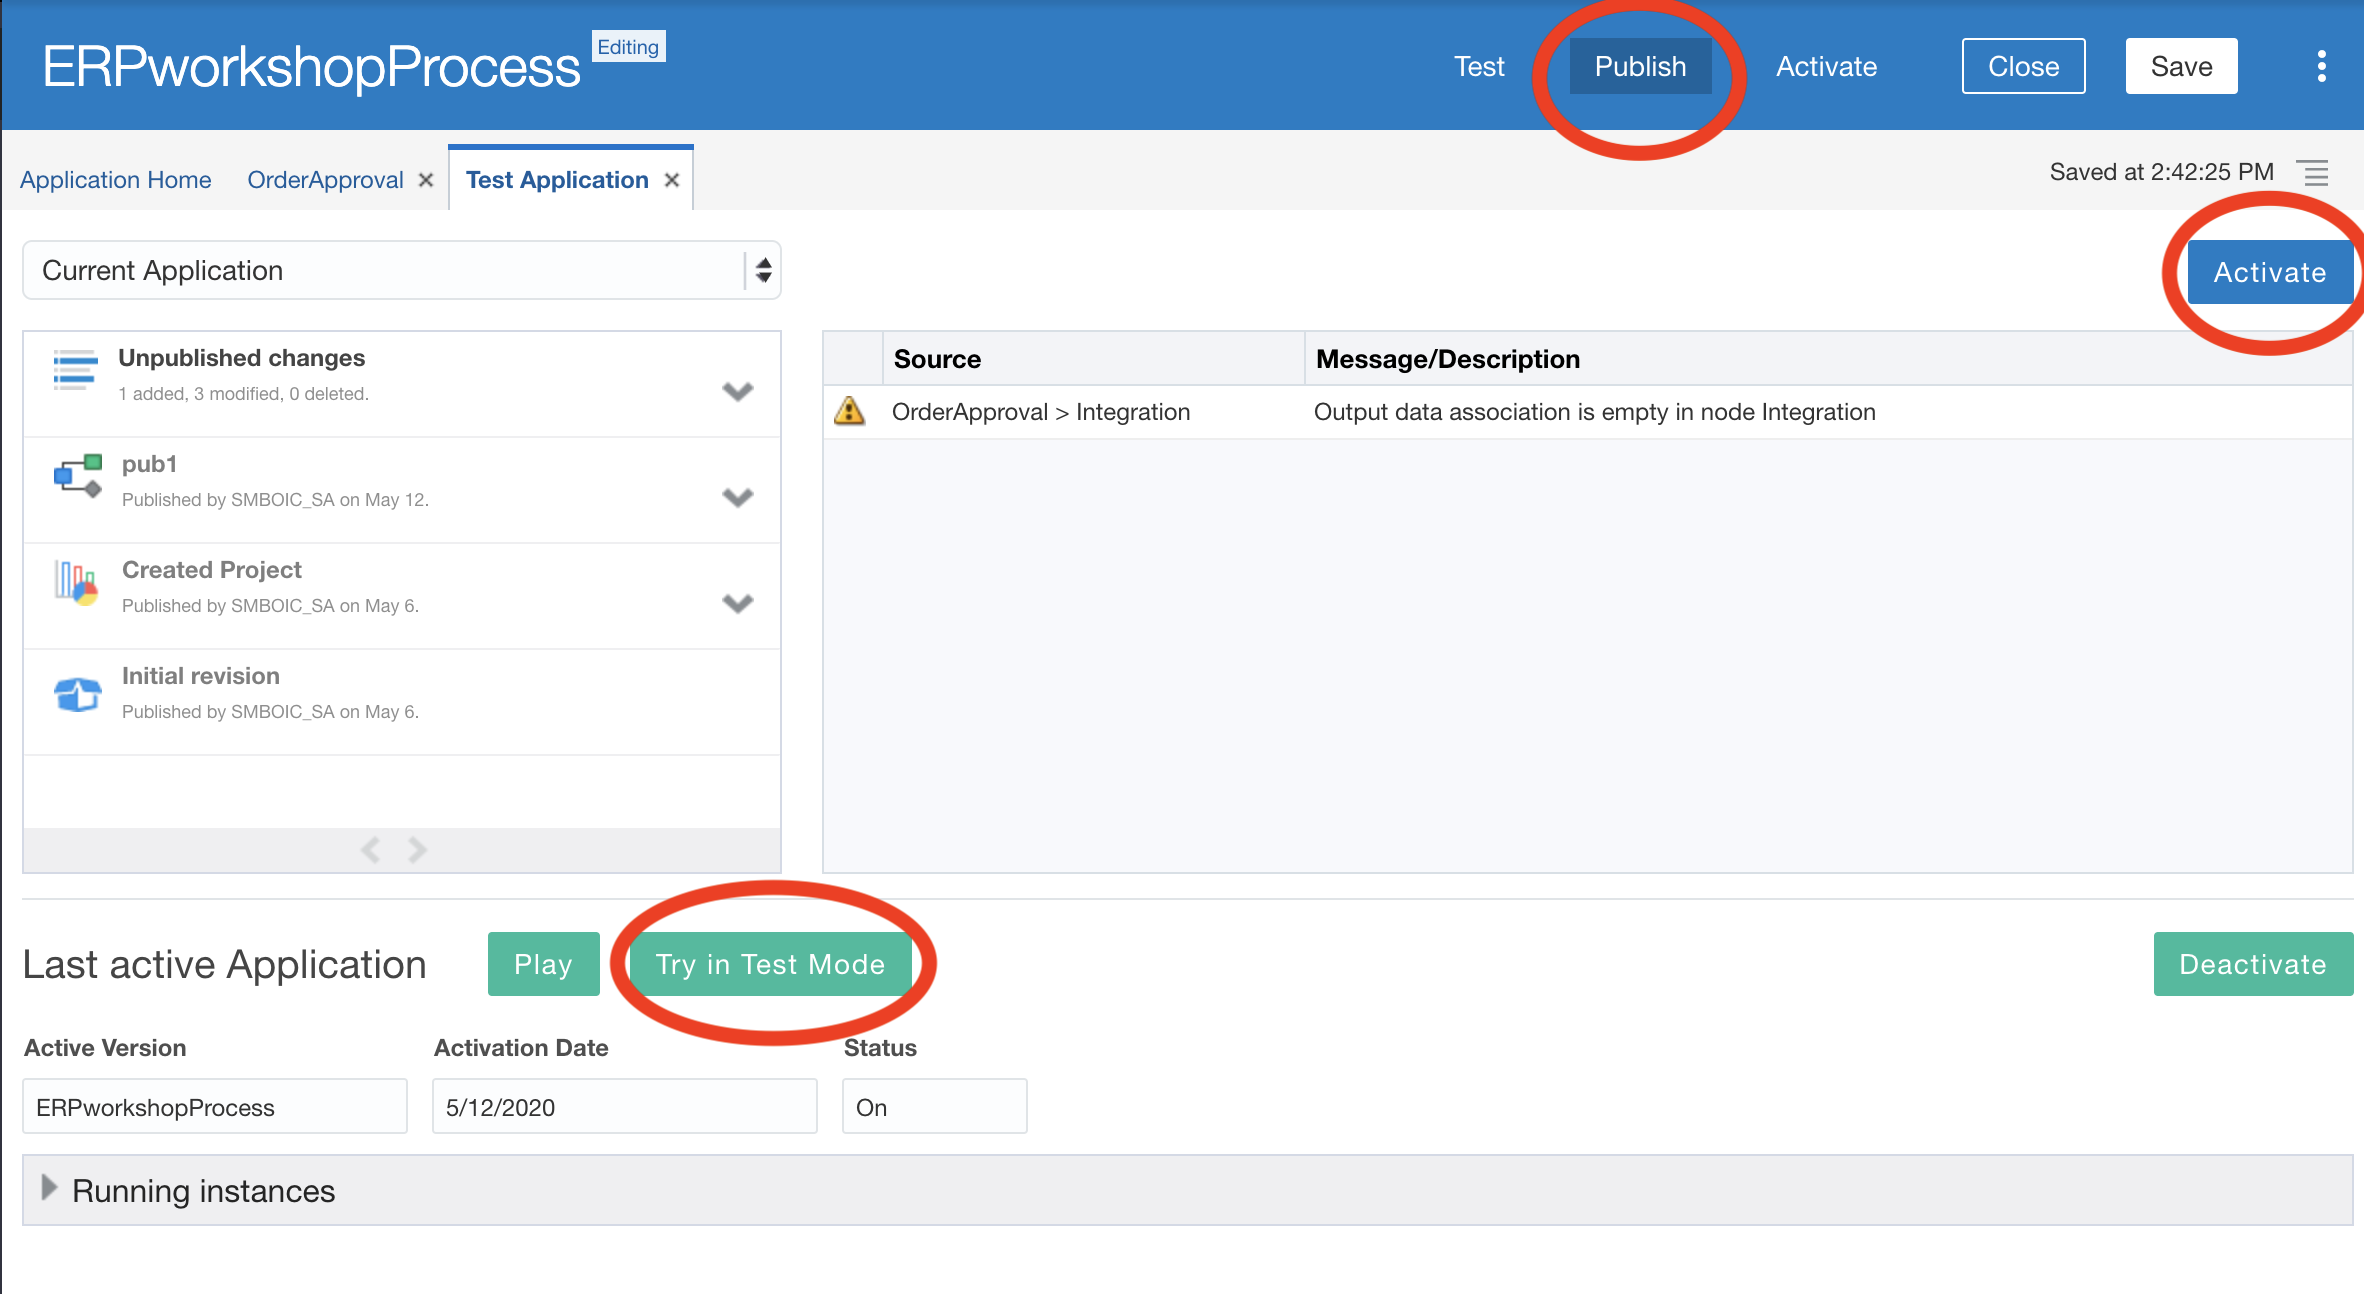 ERPworkshopProcess Editing
Test Publish Activate Close Save
Application Home OrderApproval Test Application Saved at 2:42:25 PM
Current Application
Activate
Unpublished changes
1 added, 3 modified, 0 deleted.
pub1
Published by SMBOIC_SA on May 12.
Created Project
Published by SMBOIC_SA on May 6.
Initial revision
Published by SMBOIC_SA on May 6.
Source Message/Description
OrderApproval > Integration Output data association is empty in node Integration
Last active Application Play Try in Test Mode Deactivate
Active Version Activation Date Status
ERPworkshopProcess 5/12/2020 On
Running instances